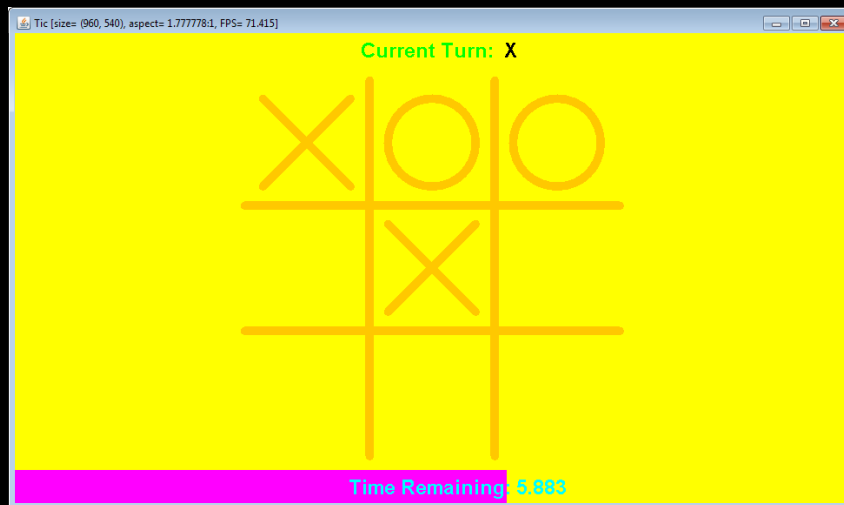 Tic [size= (960, 540), aspect= 1.777778:1, FPS= 71.415]
Current Turn: X
Time Remaining: 5.883